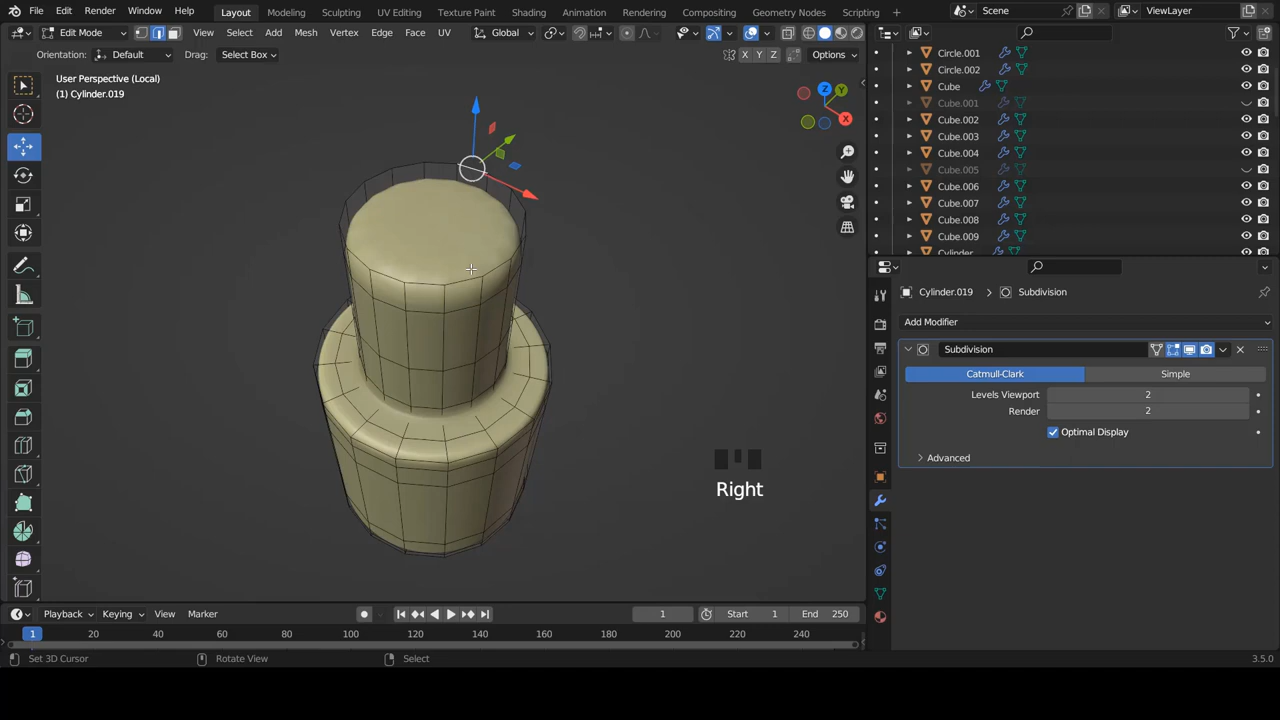 File Edit Render Window Help Layout Modeling Sculpting UV Editing Texture Paint Shading Animation Rendering Compositing Geometry Nodes Scripting + Scene ViewLayer
Edit Mode View Select Add Mesh Vertex Edge Face UV Global
Orientation: Default Drag: Select Box X Y Z Options
User Perspective (Local)
(1) Cylinder.019
Z Y X
Circle.001
Circle.002
Cube
Cube.001
Cube.002
Cube.003
Cube.004
Cube.005
Cube.006
Cube.007
Cube.008
Cube.009
Cylinder
Cylinder.019 Subdivision
Add Modifier
Subdivision
Catmull-Clark Simple
Levels Viewport 2
Render 2
Optimal Display
Advanced
Right
Playback Keying View Marker 1 Start 1 End 250
1 20 40 60 80 100 120 140 160 180 200 220 240
Set 3D Cursor Rotate View Select 3.5.0